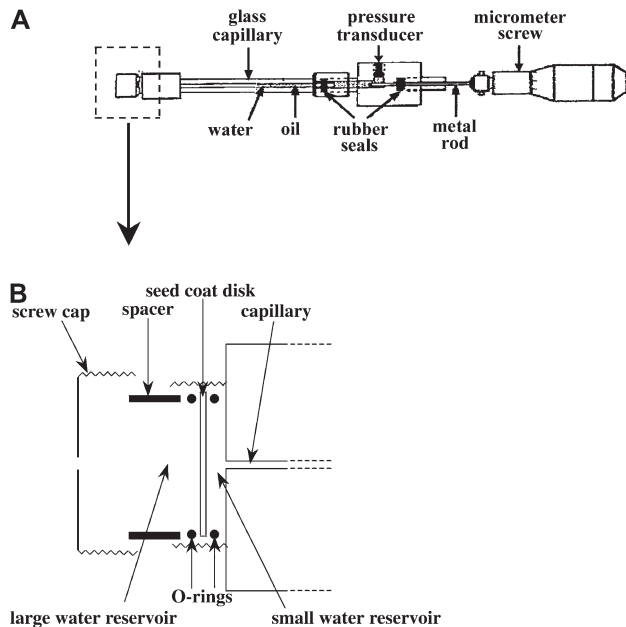 A
glass
capillary
pressure
transducer
micrometer
screw
water
oil
rubber
seals
metal
rod
B
seed coat disk
screw cap
spacer
capillary
O-rings
large water reservoir
small water reservoir